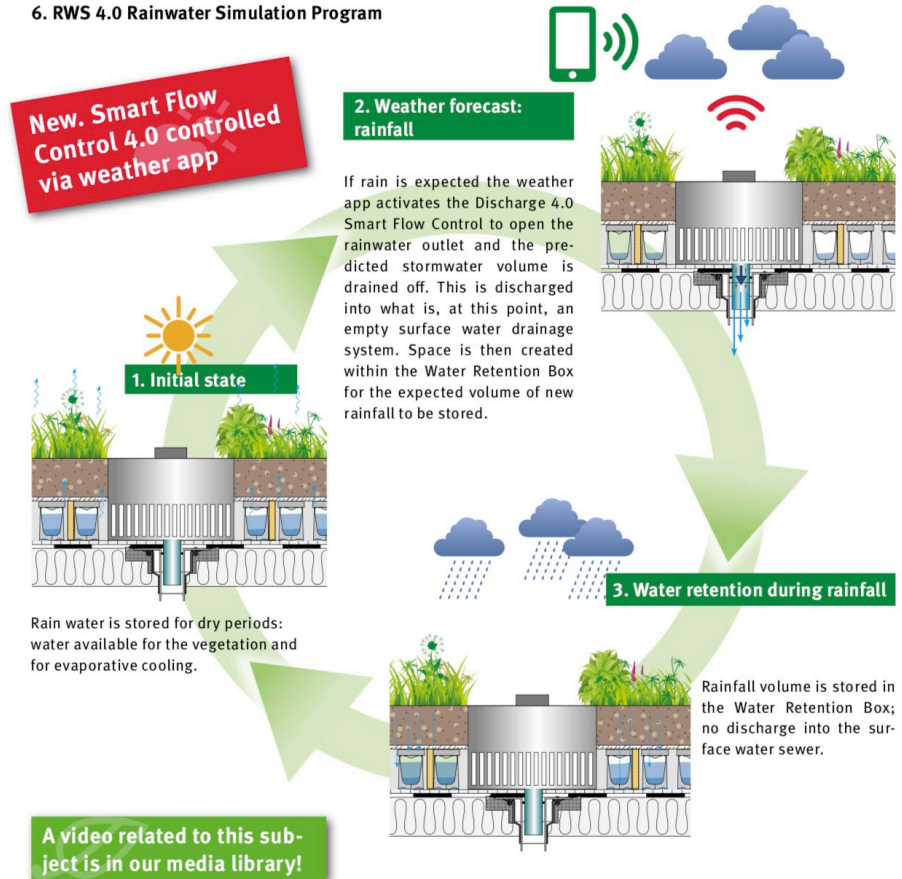 6. RWS 4.0 Rainwater Simulation Program
New. Smart Flow
Control 4.0 controlled
via weather app
2. Weather forecast:
rainfall
If rain is expected the weather
app activates the Discharge 4.0
Smart Flow Control to open the
rainwater outlet and the pre-
dicted stormwater volume is
drained off. This is discharged
into what is, at this point, an
empty surface water drainage
system. Space is then created
within the Water Retention Box
for the expected volume of new
rainfall to be stored.
1. Initial state
Rain water is stored for dry periods:
water available for the vegetation and
for evaporative cooling.
3. Water retention during rainfall
Rainfall volume is stored in
the Water Retention Box;
no discharge into the sur-
face water sewer.
A video related to this sub-
ject is in our media library!